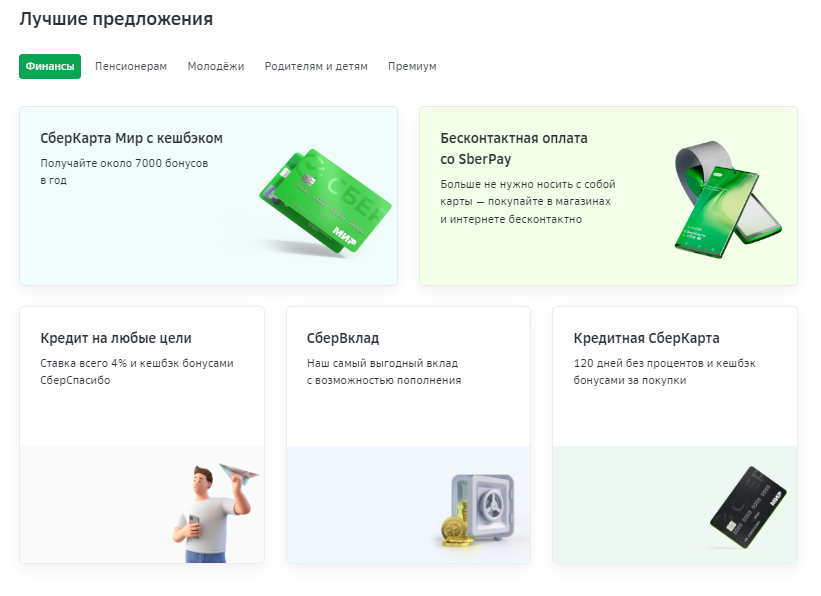 Лучшие предложения
Финансы Пенсионерам Молодёжи Родителям и детям Премиум
СберКарта Мир с кешбэком
Получайте около 7000 бонусов
в год
СБЕР
МИР
Бесконтактная оплата
со SberPay
Больше не нужно носить с собой
карты — покупайте в магазинах
и интернете бесконтактно
Кредит на любые цели
Ставка всего 4% и кешбэк бонусами
СберСпасибо
СберВклад
Наш самый выгодный вклад
с возможностью пополнения
Кредитная СберКарта
120 дней без процентов и кешбэк
бонусами за покупки
МИР